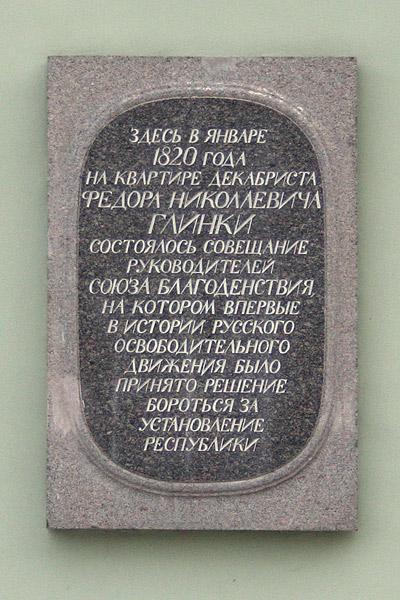 ЗДЕСЬ В ЯНВАРЕ
1820 ГОДА
НА КВАРТИРЕ ДЕКАБРИСТА
ФЕДОРА НИКОЛАЕВИЧА
ГЛИНКИ
СОСТОЯЛОСЬ СОВЕЩАНИЕ
РУКОВОДИТЕЛЕЙ
СОЮЗА БЛАГОДЕНСТВИЯ,
НА КОТОРОМ ВПЕРВЫЕ
В ИСТОРИИ РУССКОГО
ОСВОБОДИТЕЛЬНОГО
ДВИЖЕНИЯ БЫЛО
ПРИНЯТО РЕШЕНИЕ
БОРОТЬСЯ ЗА
УСТАНОВЛЕНИЕ
РЕСПУБЛИКИ